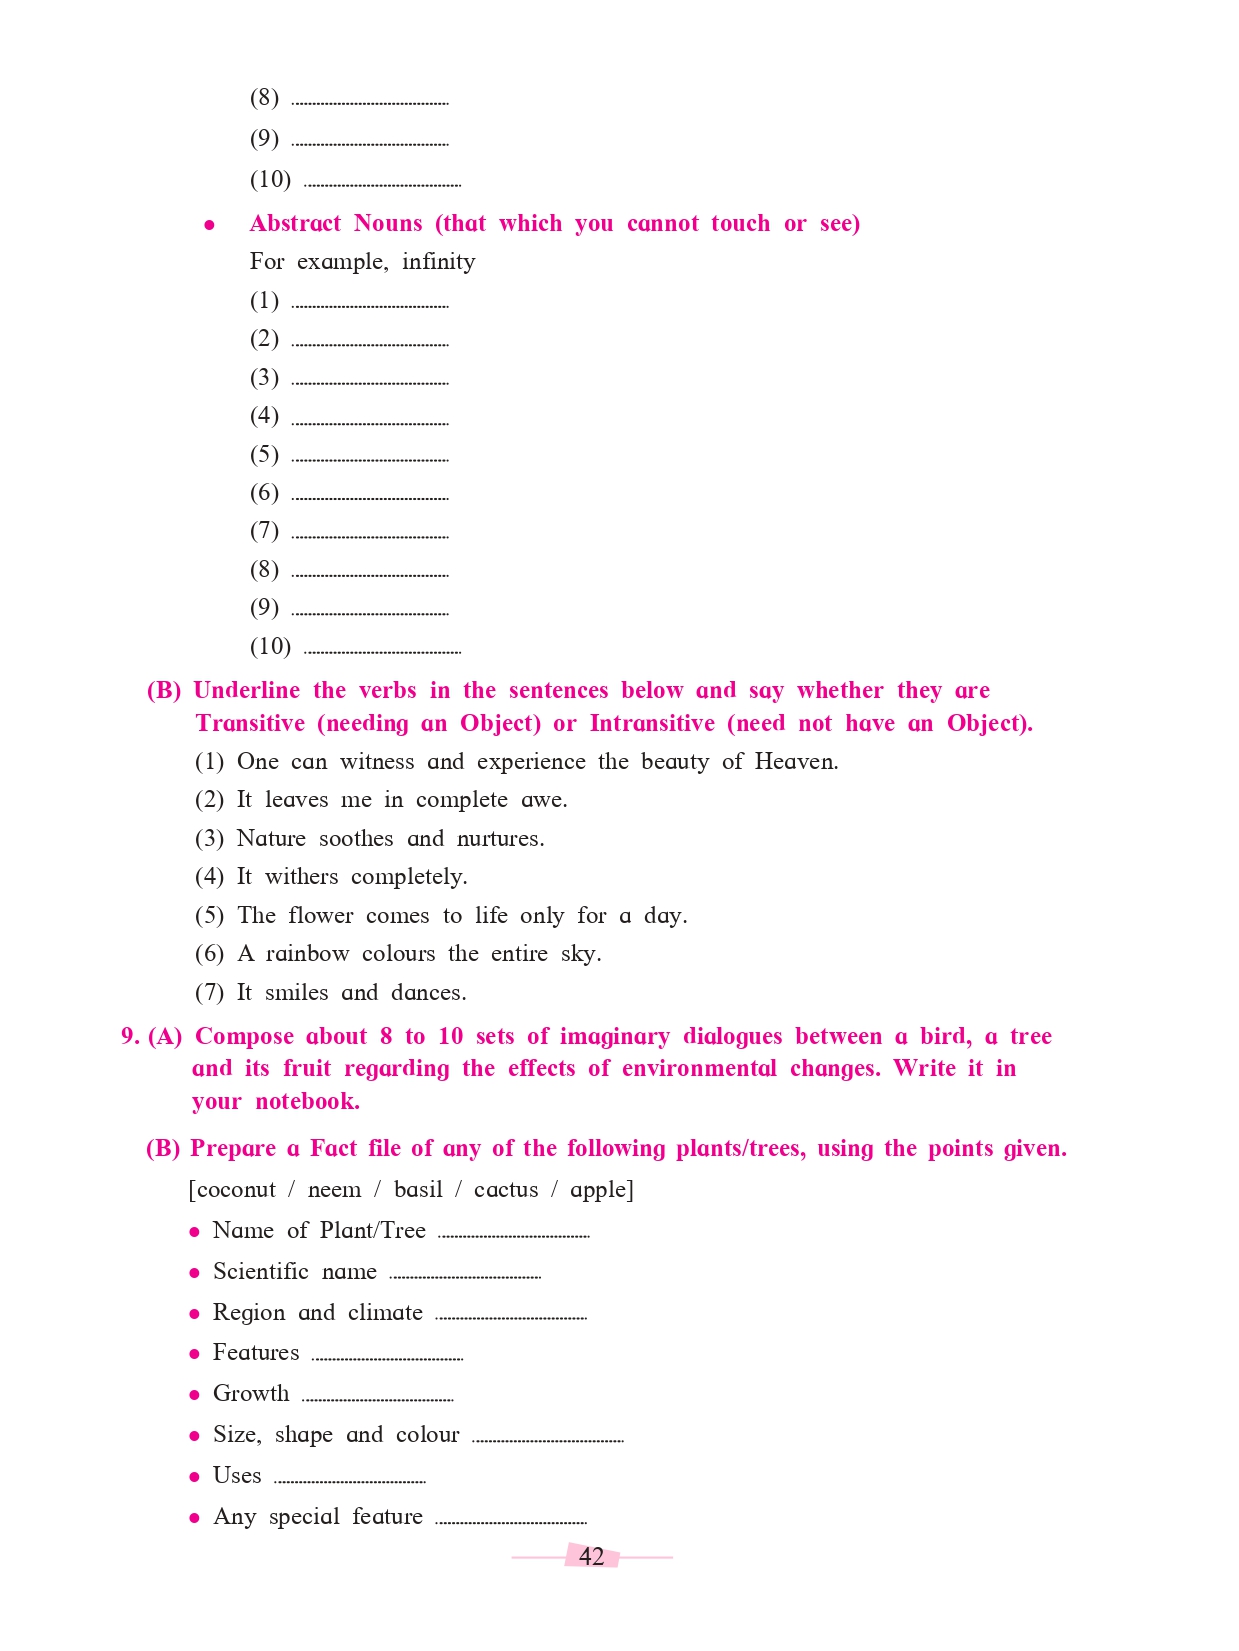 (8) ....................
(9) ....................
(10) ....................
● Abstract Nouns (that which you cannot touch or see)
For example, infinity
(1) ....................
(2) ....................
(3) ....................
(4) ....................
(5) ....................
(6) ....................
(7) ....................
(8) ....................
(9) ....................
(10) ....................
(B) Underline the verbs in the sentences below and say whether they are
Transitive (needing an Object) or Intransitive (need not have an Object).
(1) One can witness and experience the beauty of Heaven.
(2) It leaves me in complete awe.
(3) Nature soothes and nurtures.
(4) It withers completely.
(5) The flower comes to life only for a day.
(6) A rainbow colours the entire sky.
(7) It smiles and dances.
9. (A) Compose about 8 to 10 sets of imaginary dialogues between a bird, a tree
and its fruit regarding the effects of environmental changes. Write it in
your notebook.
(B) Prepare a Fact file of any of the following plants/trees, using the points given.
[coconut / neem / basil / cactus / apple]
● Name of Plant/Tree ....................
● Scientific name ....................
● Region and climate ....................
● Features ....................
● Growth ....................
● Size, shape and colour ....................
● Uses ....................
● Any special feature ....................
42